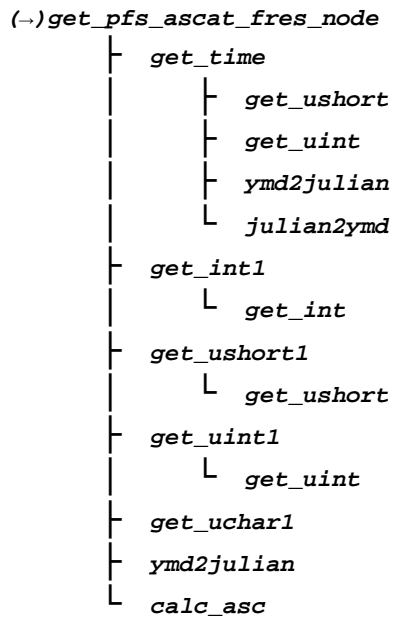 (→)get_pfs_ascat_fres_node
├ get_time
│ ├ get_ushort
│ ├ get_uint
│ ├ ymd2julian
│ └ julian2ymd
├ get_int1
│ └ get_int
├ get_ushort1
│ └ get_ushort
├ get_uint1
│ └ get_uint
├ get_uchar1
├ ymd2julian
└ calc_asc